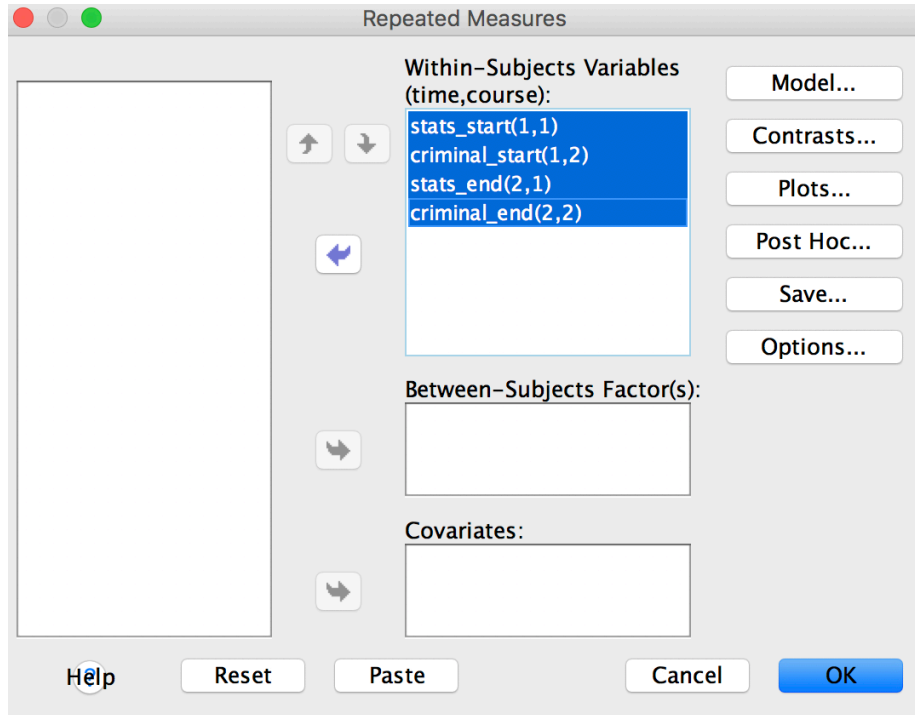 Repeated Measures
Within-Subjects Variables
(time,course):
stats_start(1,1)
criminal_start(1,2)
stats_end(2,1)
criminal_end(2,2)
Model...
Contrasts...
Plots...
Post Hoc...
Save...
Options...
Between-Subjects Factor(s):
Covariates:
Help
?
Reset
Paste
Cancel
OK